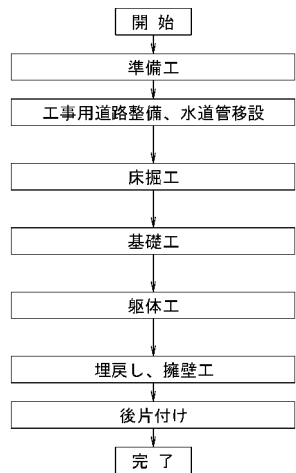 開 始
準備工
工事用道路整備、水道管移設
床掘工
基礎工
躯体工
埋戻し、擁壁工
後片付け
完 了